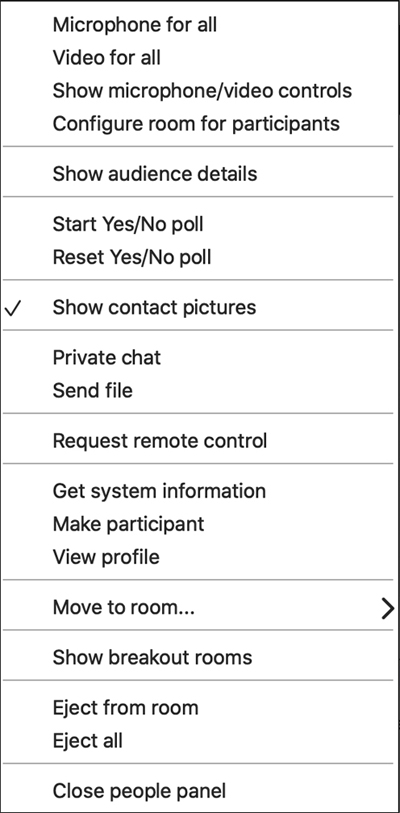 Microphone for all
Video for all
Show microphone/video controls
Configure room for participants
Show audience details
Start Yes/No poll
Reset Yes/No poll
Show contact pictures
Private chat
Send file
Request remote control
Get system information
Make participant
View profile
Move to room...
Show breakout rooms
Eject from room
Eject all
Close people panel